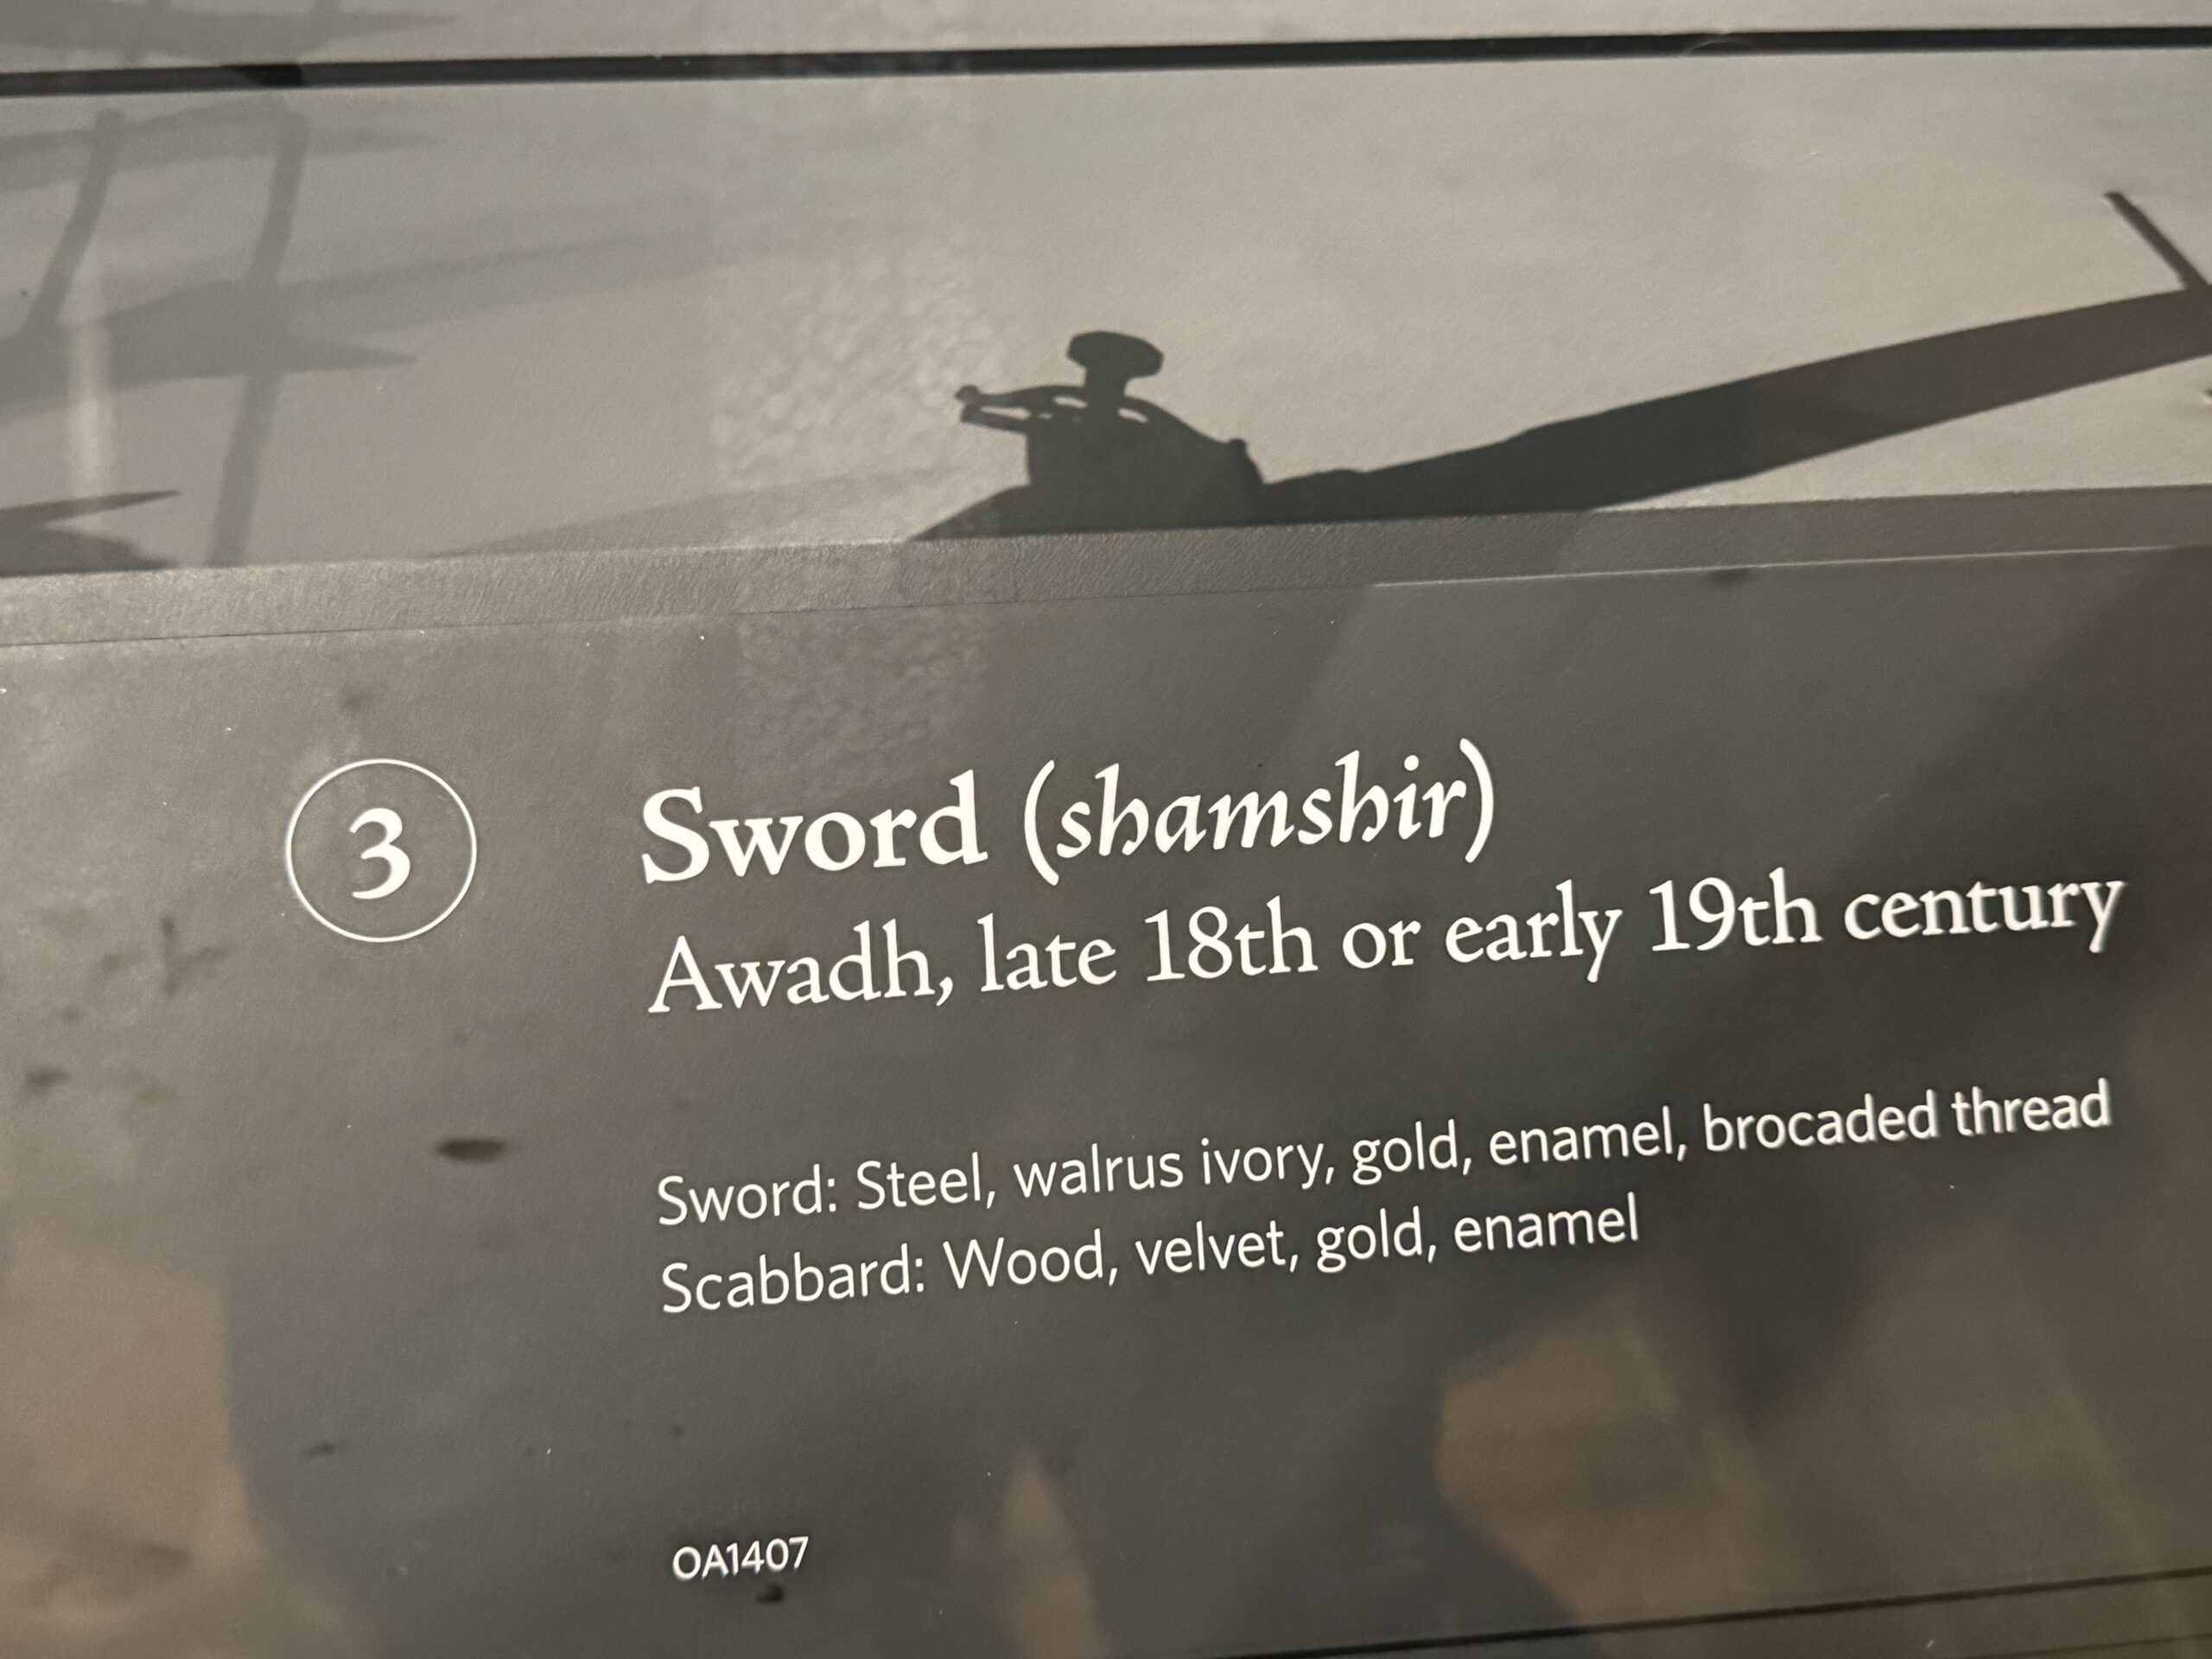 3
Sword (shamshir)
Awadh, late 18th or early 19th century
Sword: Steel, walrus ivory, gold, enamel, brocaded thread
Scabbard: Wood, velvet, gold, enamel
OA1407